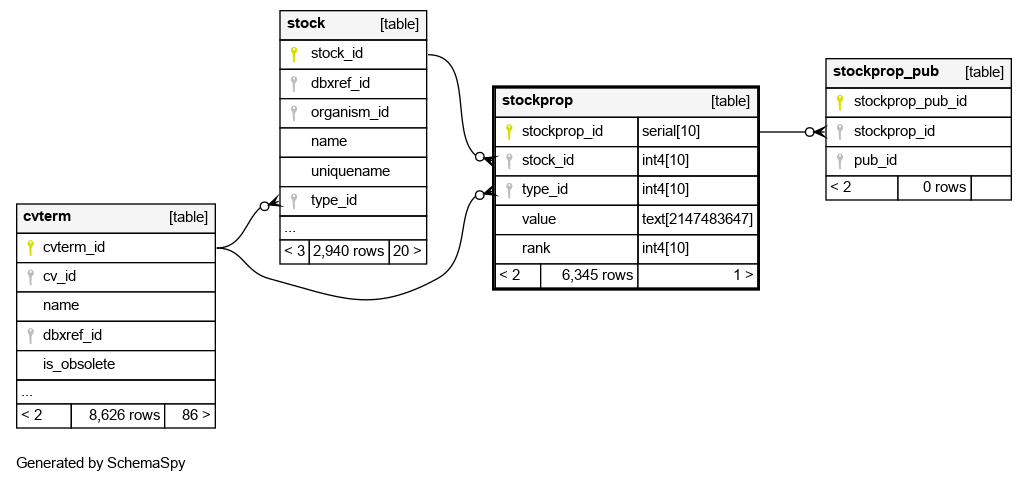 stock [table]
stock_id
dbxref_id
organism_id
name
uniquename
type_id
...
< 3 2,940 rows 20 >
cvterm [table]
cvterm_id
cv_id
name
dbxref_id
is_obsolete
...
< 2 8,626 rows 86 >
stockprop [table]
stockprop_id serial[10]
stock_id int4[10]
type_id int4[10]
value text[2147483647]
rank int4[10]
< 2 6,345 rows 1 >
stockprop_pub [table]
stockprop_pub_id
stockprop_id
pub_id
< 2 0 rows
Generated by SchemaSpy